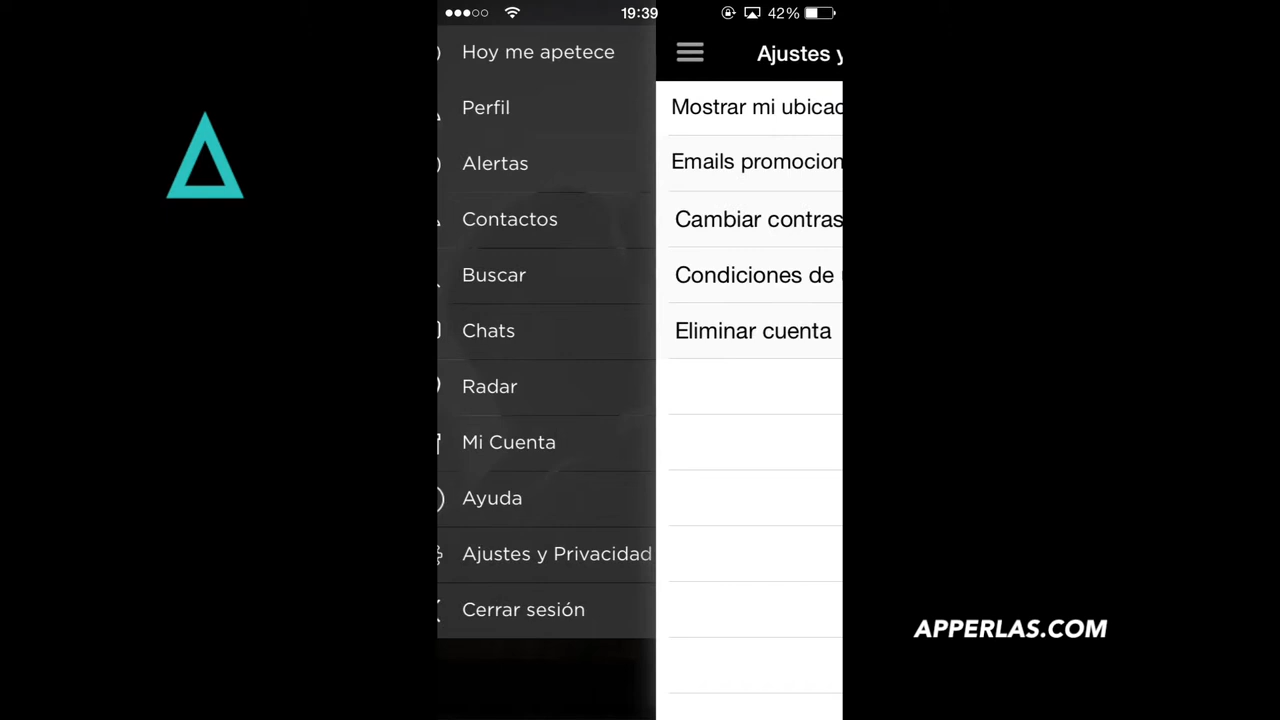 19:39
42%
Hoy me apetece
Perfil
Alertas
Contactos
Buscar
Chats
Radar
Mi Cuenta
Ayuda
Ajustes y Privacidad
Cerrar sesión
Ajustes y
Mostrar mi ubicac
Emails promocion
Cambiar contras
Condiciones de
Eliminar cuenta
APPERLAS.COM